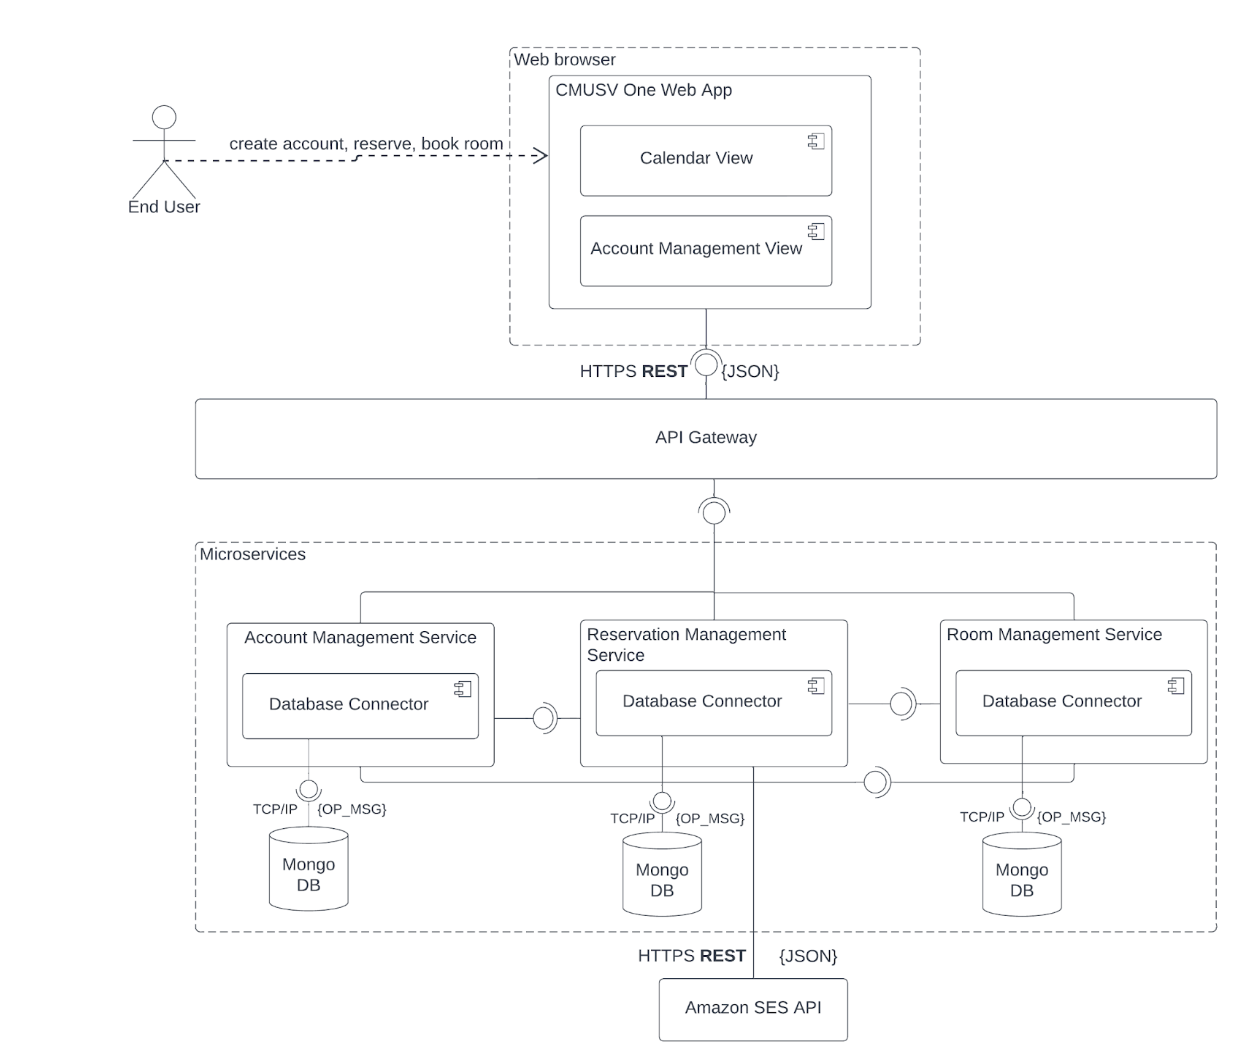 Web browser
CMUSV One Web App
create account, reserve, book room
Calendar View
End User
Account Management View
HTTPS REST {JSON}
API Gateway
Microservices
Account Management Service
Reservation Management
Service
Room Management Service
Database Connector
Database Connector
Database Connector
TCP/IP {OP_MSG}
TCP/IP {OP_MSG}
TCP/IP {OP_MSG}
Mongo
DB
Mongo
DB
Mongo
DB
HTTPS REST {JSON}
Amazon SES API